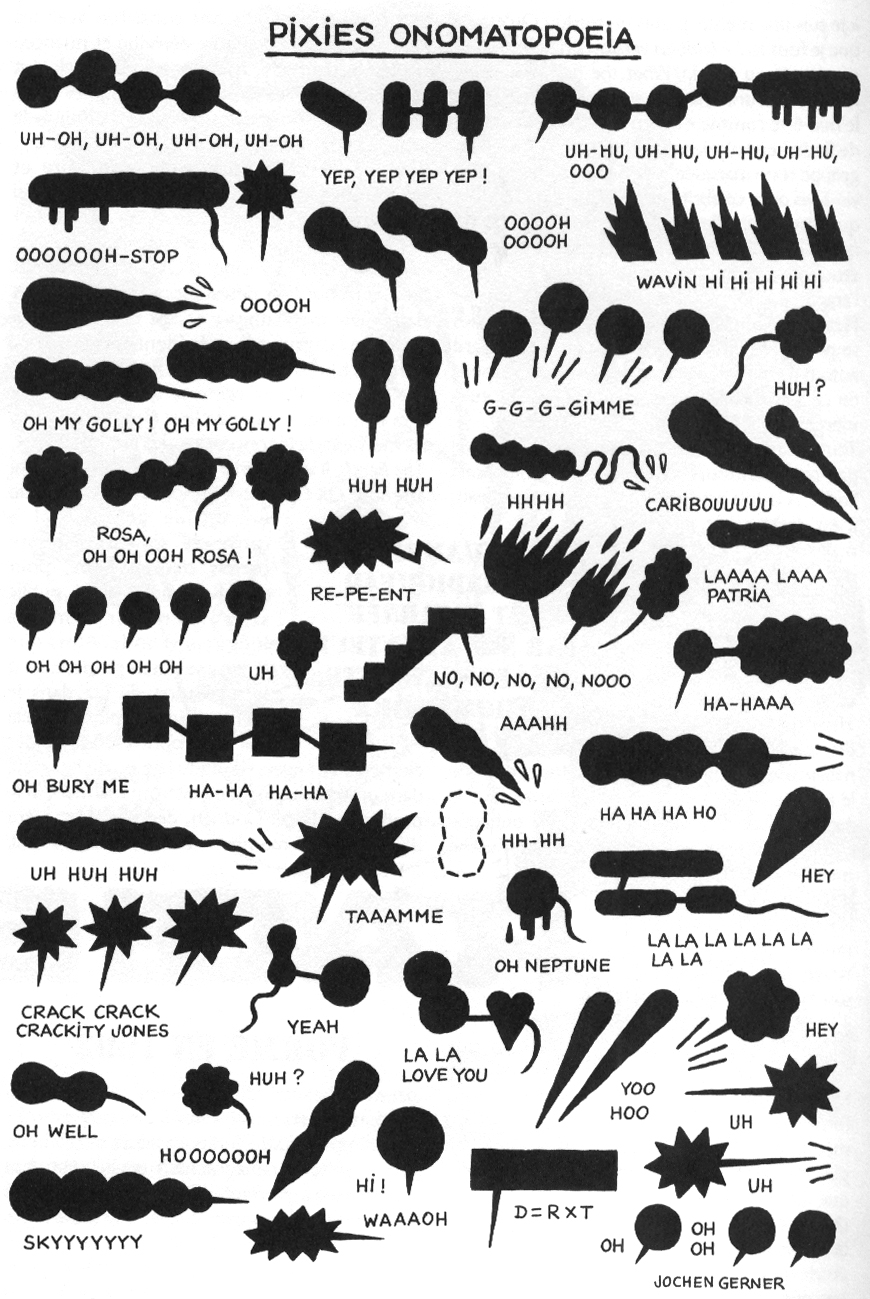 PiXiES ONOMATOPOEiA
UH-OH, UH-OH, UH-OH, UH-OH
YEP, YEP YEP YEP !
UH-HU, UH-HU, UH-HU, UH-HU,
OOO
OOOOOOH-STOP
OOOOH
OOOOH
WAViN Hi Hi Hi Hi Hi
OOOOH
OH MY GOLLY ! OH MY GOLLY !
HUH HUH
G-G-G-GiMME
HUH ?
ROSA,
OH OH OOH ROSA !
HHHH
CARiBOUUUUU
RE-PE-ENT
LAAAA LAAA
PATRiA
OH OH OH OH OH
UH
NO, NO, NO, NO, NOOO
HA-HAAA
OH BURY ME
HA-HA HA-HA
AAAHH
HA HA HA HO
UH HUH HUH
TAAAMME
HH-HH
HEY
OH NEPTUNE
LA LA LA LA LA LA
LA LA
CRACK CRACK
CRACKiTY JONES
YEAH
LA LA
LOVE YOU
HEY
OH WELL
HUH ?
YOO
HOO
UH
HOOOOOOH
Hi !
UH
SKYYYYYYY
WAAAOH
D=RXT
OH
OH
OH
JOCHEN GERNER